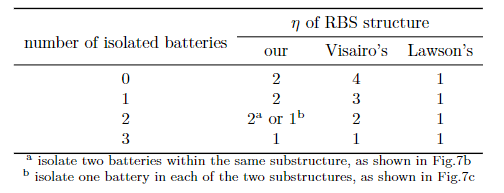 η of RBS structure
number of isolated batteries
our Visairo's Lawson's
0 2 4 1
1 2 3 1
2 2ᵃ or 1ᵇ 2 1
3 1 1 1
ᵃ isolate two batteries within the same substructure, as shown in Fig.7b
ᵇ isolate one battery in each of the two substructures, as shown in Fig.7c